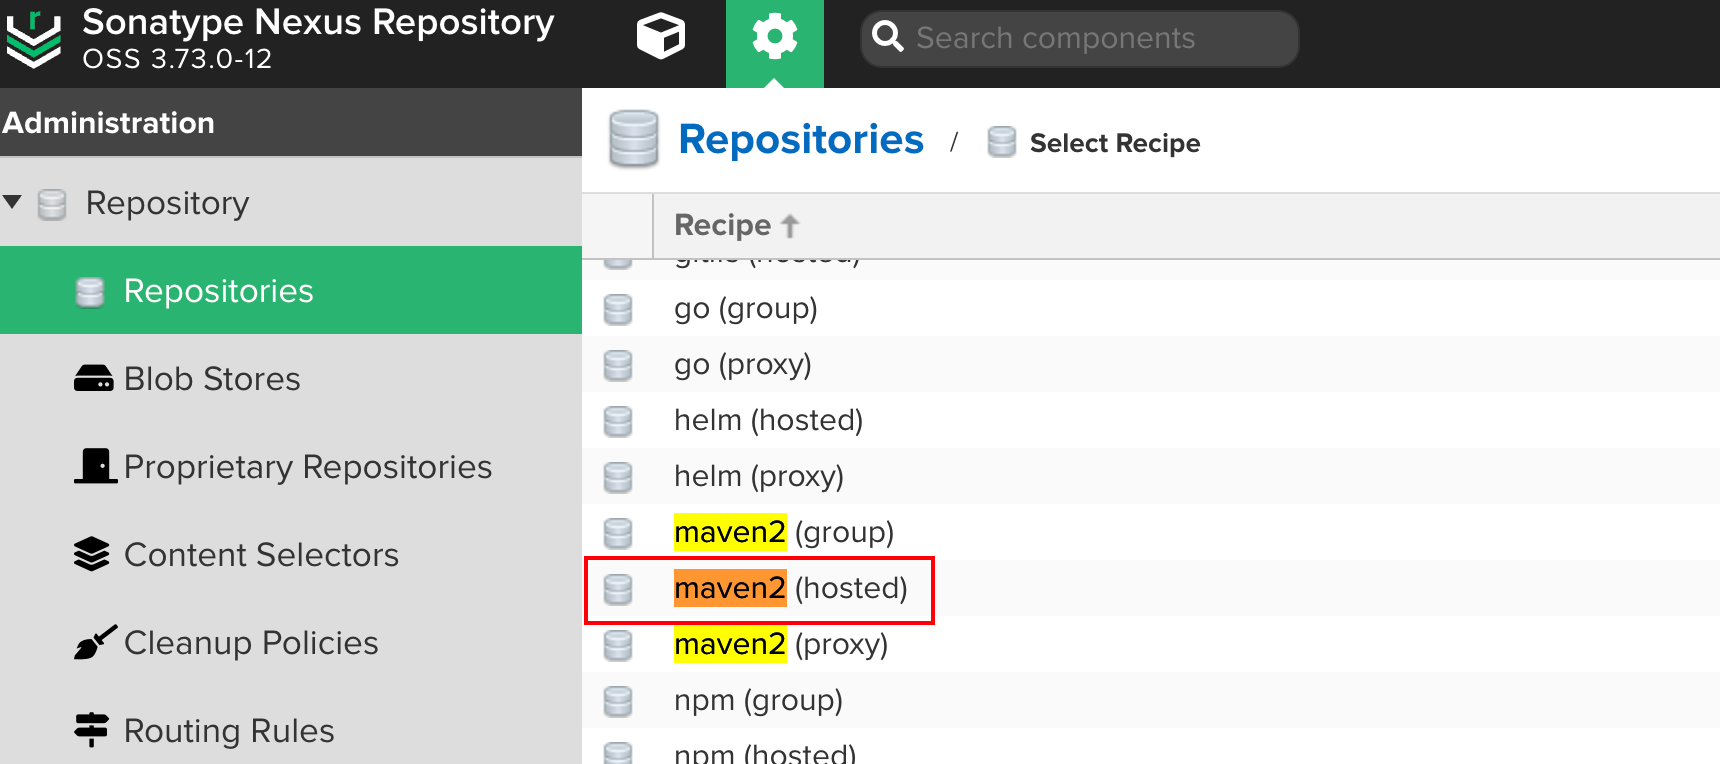 Sonatype Nexus Repository
OSS 3.73.0-12
Search components
Administration
Repositories / Select Recipe
Repository
Recipe
Repositories
gitlfs (hosted)
go (group)
go (proxy)
Blob Stores
helm (hosted)
Proprietary Repositories
helm (proxy)
maven2 (group)
Content Selectors
maven2 (hosted)
Cleanup Policies
maven2 (proxy)
npm (group)
Routing Rules
npm (hosted)